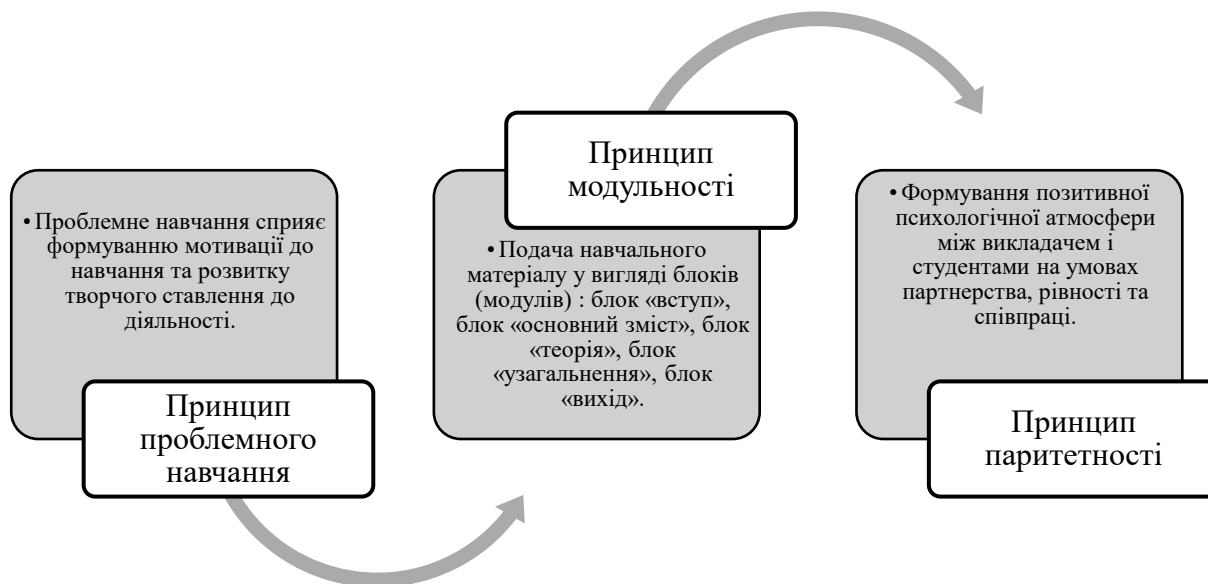 • Проблемне навчання сприяє
формуванню мотивації до
навчання та розвитку
творчого ставлення до
діяльності.
Принцип
проблемного
навчання
Принцип
модульності
• Подача навчального
матеріалу у вигляді блоків
(модулів) : блок «вступ»,
блок «основний зміст», блок
«теорія», блок
«узагальнення», блок
«вихід».
• Формування позитивної
психологічної атмосфери
між викладачем і
студентами на умовах
партнерства, рівності та
співпраці.
Принцип
паритетності